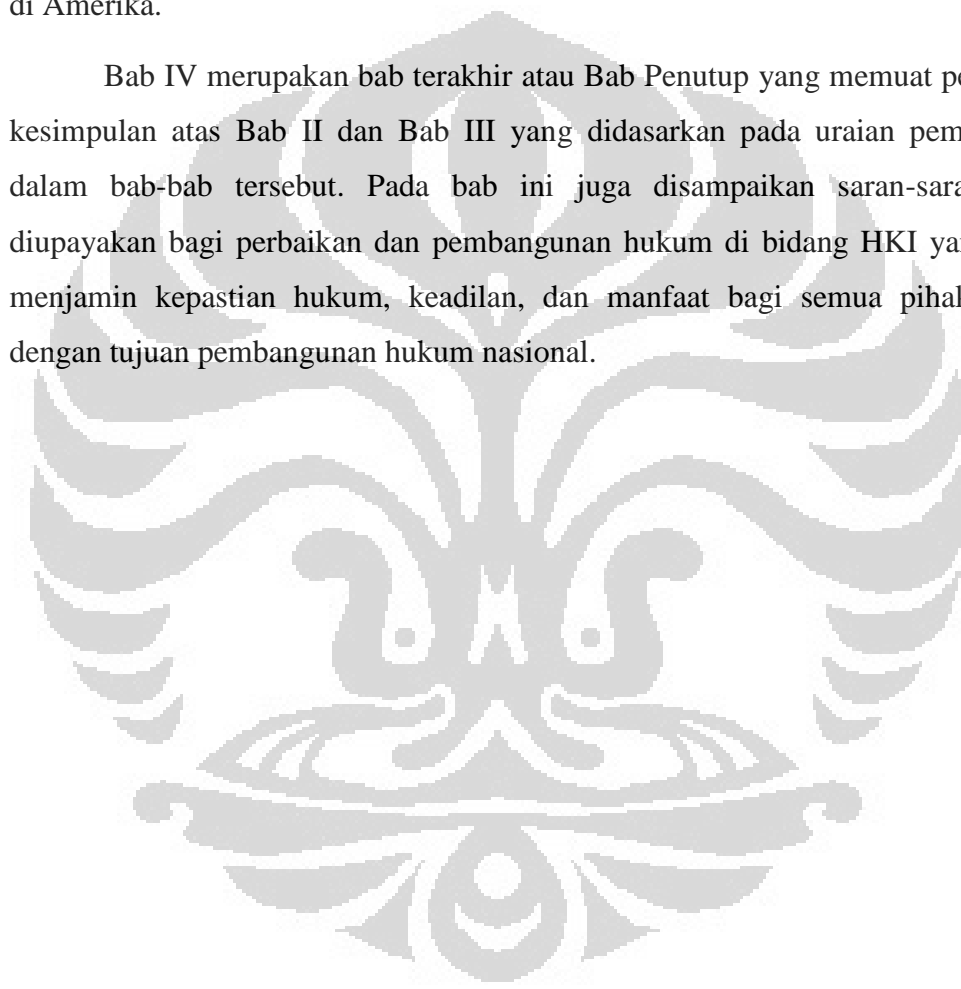 di Amerika.
Bab IV merupakan bab terakhir atau Bab Penutup yang memuat
kesimpulan atas Bab II dan Bab III yang didasarkan pada uraian
dalam bab-bab tersebut. Pada bab ini juga disampaikan
diupayakan bagi perbaikan dan pembangunan hukum di bidang HKI
menjamin kepastian hukum, keadilan, dan manfaat bagi semua pihak
dengan tujuan pembangunan hukum nasional.